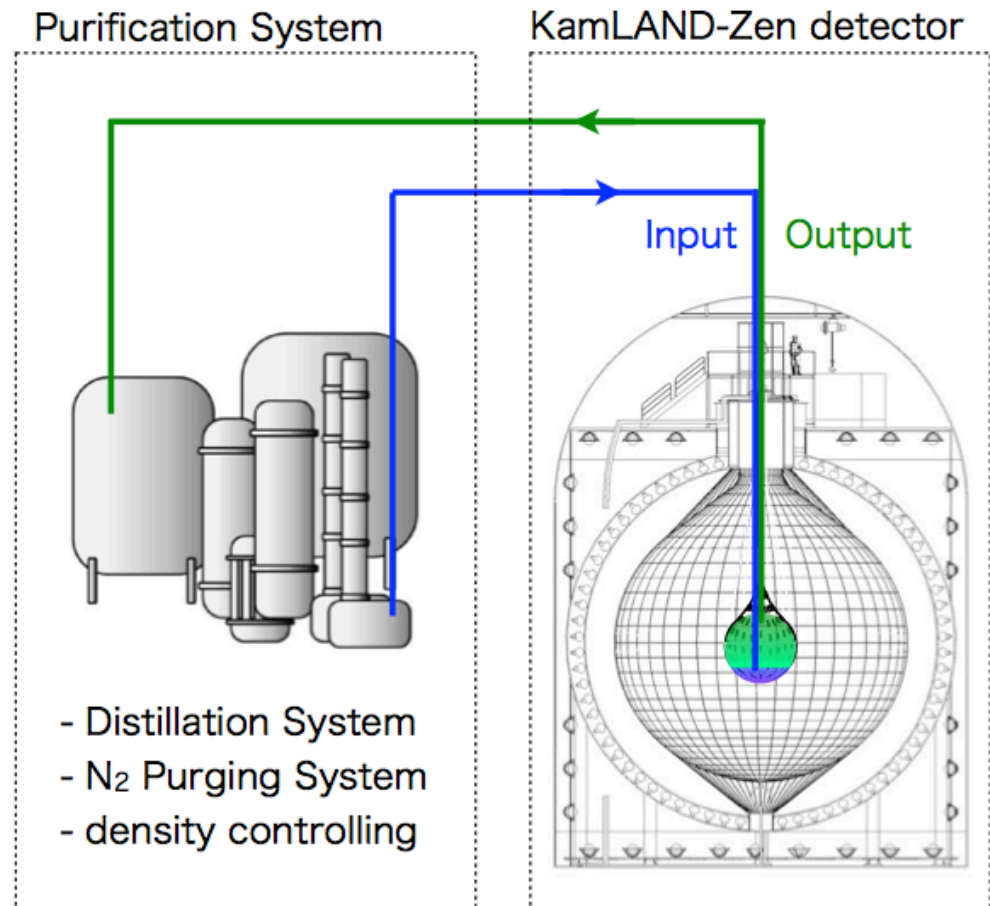 Purification System
KamLAND-Zen detector
Input
Output
- Distillation System
- N₂ Purging System
- density controlling